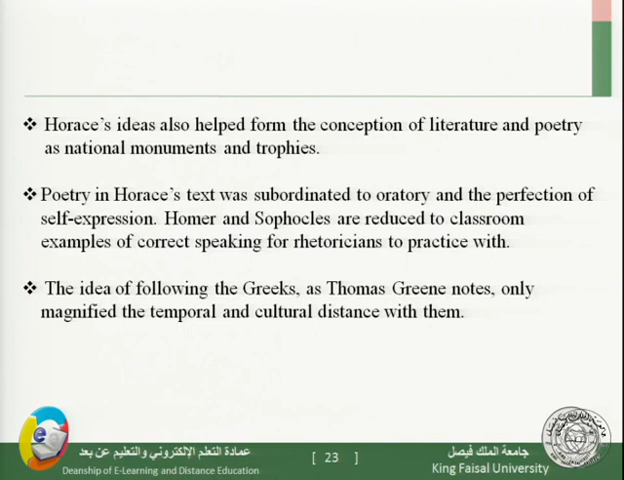 ❖ Horace's ideas also helped form the conception of literature and poetry
as national monuments and trophies.
❖ Poetry in Horace's text was subordinated to oratory and the perfection of
self-expression. Homer and Sophocles are reduced to classroom
examples of correct speaking for rhetoricians to practice with.
❖ The idea of following the Greeks, as Thomas Greene notes, only
magnified the temporal and cultural distance with them.
عمادة التعلم الإلكتروني والتعليم عن بعد
Deanship of E-Learning and Distance Education
[ 23 ]
جامعة الملك فيصل
King Faisal University